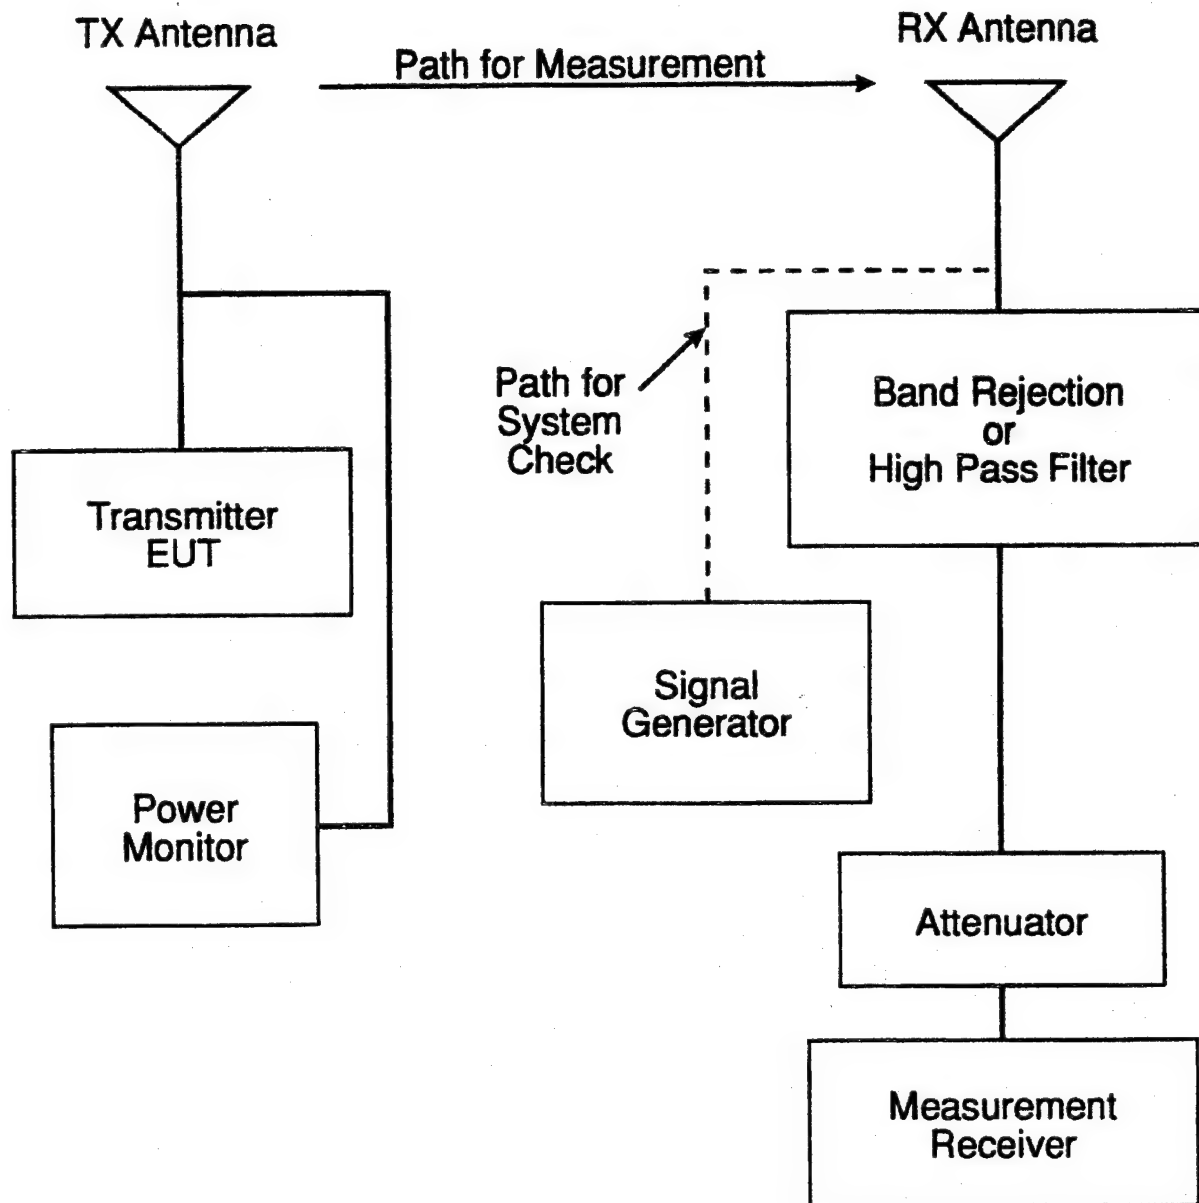 TX Antenna
RX Antenna
Path for Measurement
Path for
System
Check
Band Rejection
or
High Pass Filter
Transmitter
EUT
Signal
Generator
Power
Monitor
Attenuator
Measurement
Receiver